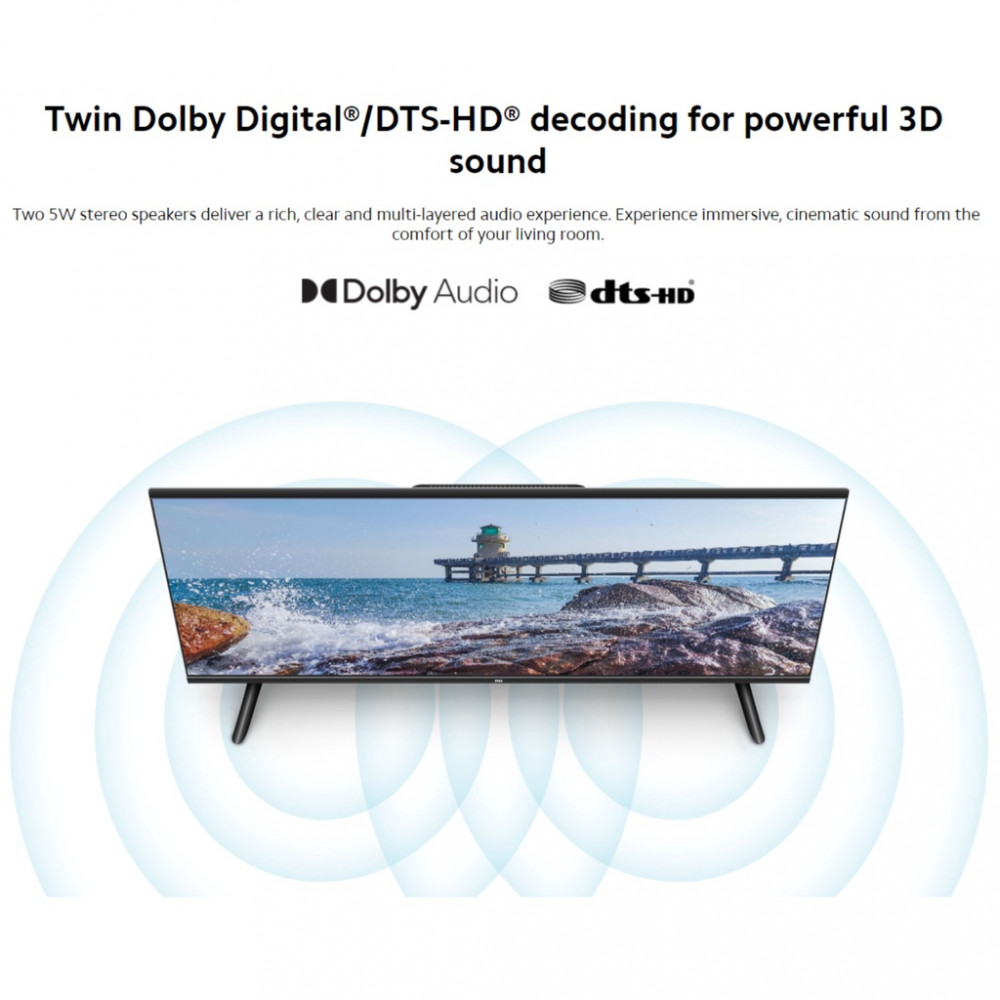 Twin Dolby Digital®/DTS-HD® decoding for powerful 3D
sound
Two 5W stereo speakers deliver a rich, clear and multi-layered audio experience. Experience immersive, cinematic sound from the
comfort of your living room.
Dolby Audio dts-HD®